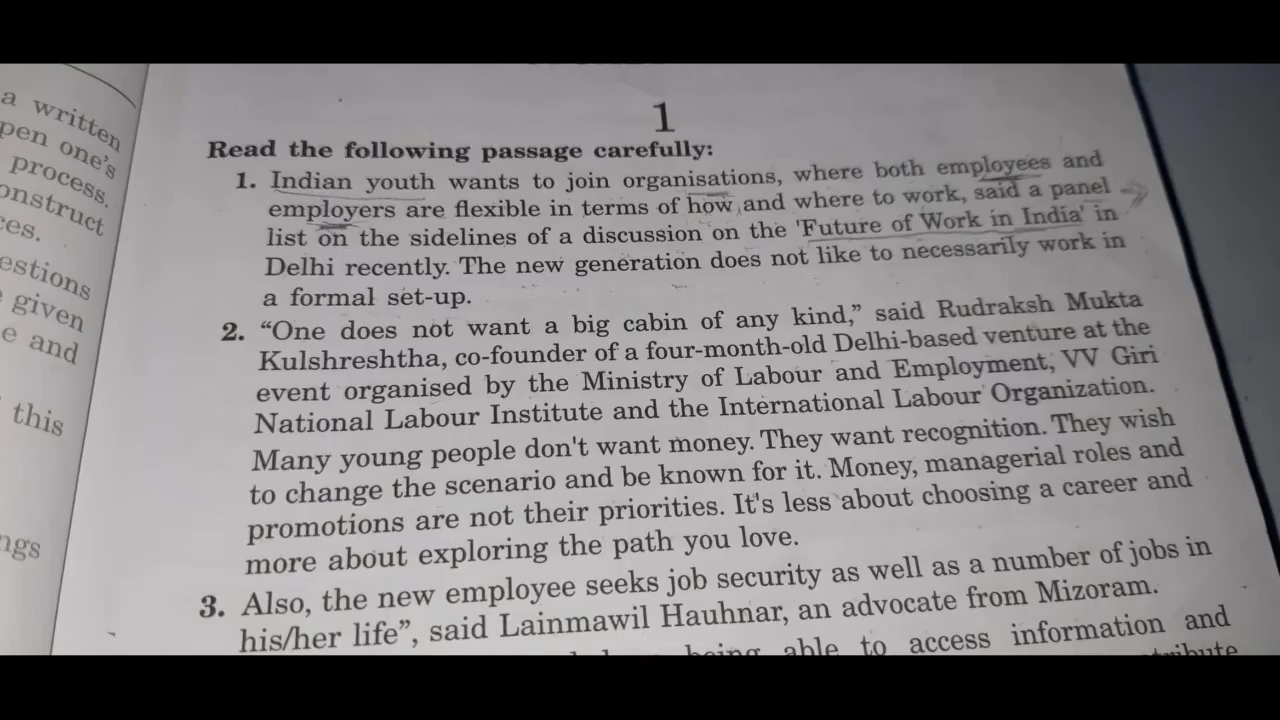 a written
pen one's
process.
onstruct
ces.
estions
given
e and
this
ngs
1
Read the following passage carefully:
1. Indian youth wants to join organisations, where both employees and
employers are flexible in terms of how and where to work, said a panel
list on the sidelines of a discussion on the 'Future of Work in India' in
Delhi recently. The new generation does not like to necessarily work in
a formal set-up.
2. “One does not want a big cabin of any kind,” said Rudraksh Mukta
Kulshreshtha, co-founder of a four-month-old Delhi-based venture at the
event organised by the Ministry of Labour and Employment, VV Giri
National Labour Institute and the International Labour Organization.
Many young people don't want money. They want recognition. They wish
to change the scenario and be known for it. Money, managerial roles and
promotions are not their priorities. It's less about choosing a career and
more about exploring the path you love.
3. Also, the new employee seeks job security as well as a number of jobs in
his/her life”, said Lainmawil Hauhnar, an advocate from Mizoram.
being able to access information and